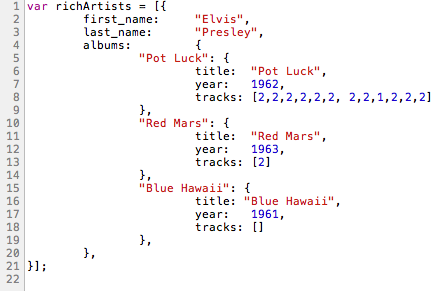 1 var richArtists = [{
2 first_name: "Elvis",
3 last_name: "Presley",
4 albums: {
5 "Pot Luck": {
6 title: "Pot Luck",
7 year: 1962,
8 tracks: [2,2,2,2,2,2, 2,2,1,2,2,2]
9 },
10 "Red Mars": {
11 title: "Red Mars",
12 year: 1963,
13 tracks: [2]
14 },
15 "Blue Hawaii": {
16 title: "Blue Hawaii",
17 year: 1961,
18 tracks: []
19 },
20 },
21 }];
22